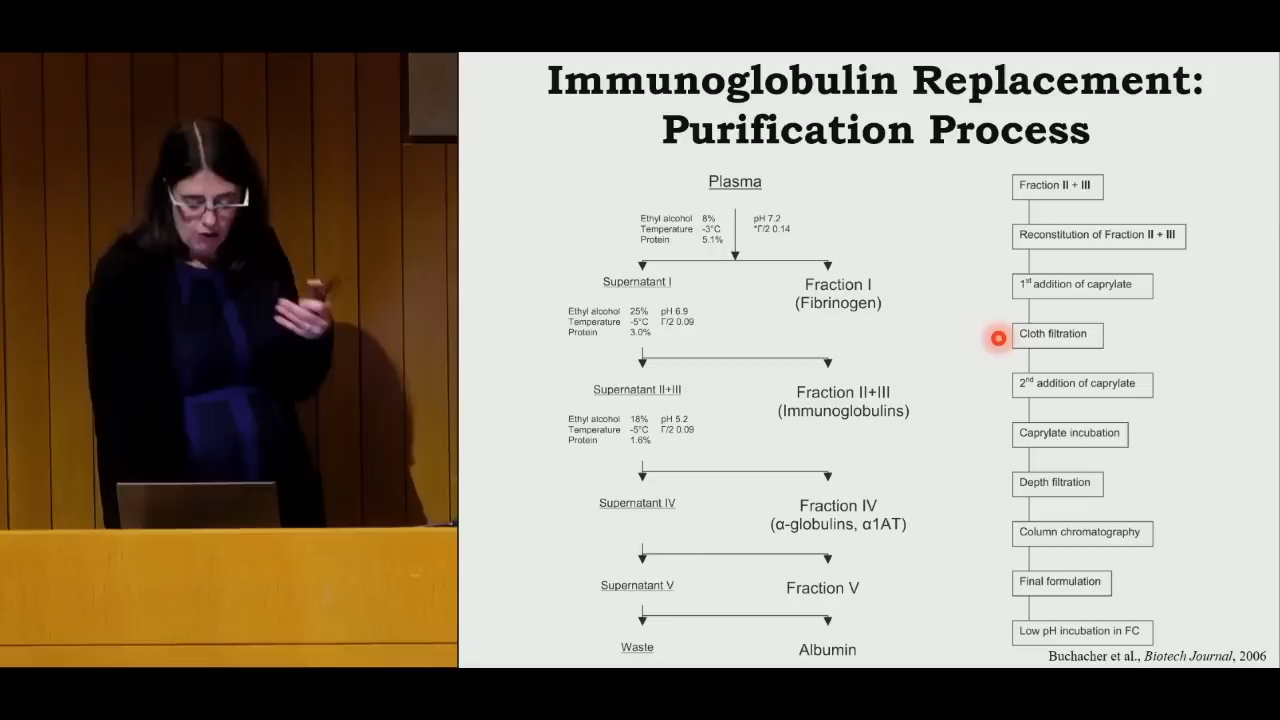 Immunoglobulin Replacement:
Purification Process
Plasma
Ethyl alcohol 8% pH 7.2
Temperature -3°C *Γ/2 0.14
Protein 5.1%
Supernatant I
Fraction I
(Fibrinogen)
Ethyl alcohol 25% pH 6.9
Temperature -5°C Γ/2 0.09
Protein 3.0%
Supernatant II+III
Fraction II+III
(Immunoglobulins)
Ethyl alcohol 18% pH 5.2
Temperature -5°C Γ/2 0.09
Protein 1.6%
Supernatant IV
Fraction IV
(α-globulins, α1AT)
Supernatant V
Fraction V
Waste
Albumin
Fraction II + III
Reconstitution of Fraction II + III
1st addition of caprylate
Cloth filtration
2nd addition of caprylate
Caprylate incubation
Depth filtration
Column chromatography
Final formulation
Low pH incubation in FC
Buchacher et al., Biotech Journal, 2006